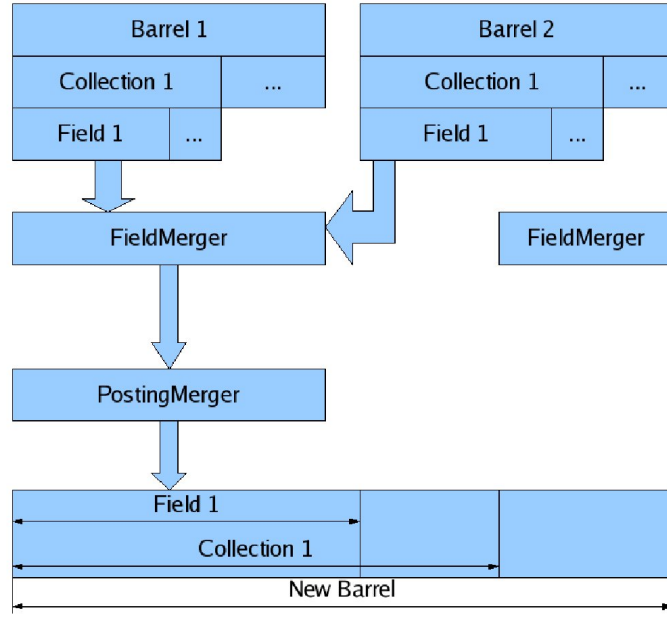 Barrel 1
Barrel 2
Collection 1
...
Collection 1
...
Field 1
...
Field 1
...
FieldMerger
FieldMerger
PostingMerger
Field 1
Collection 1
New Barrel